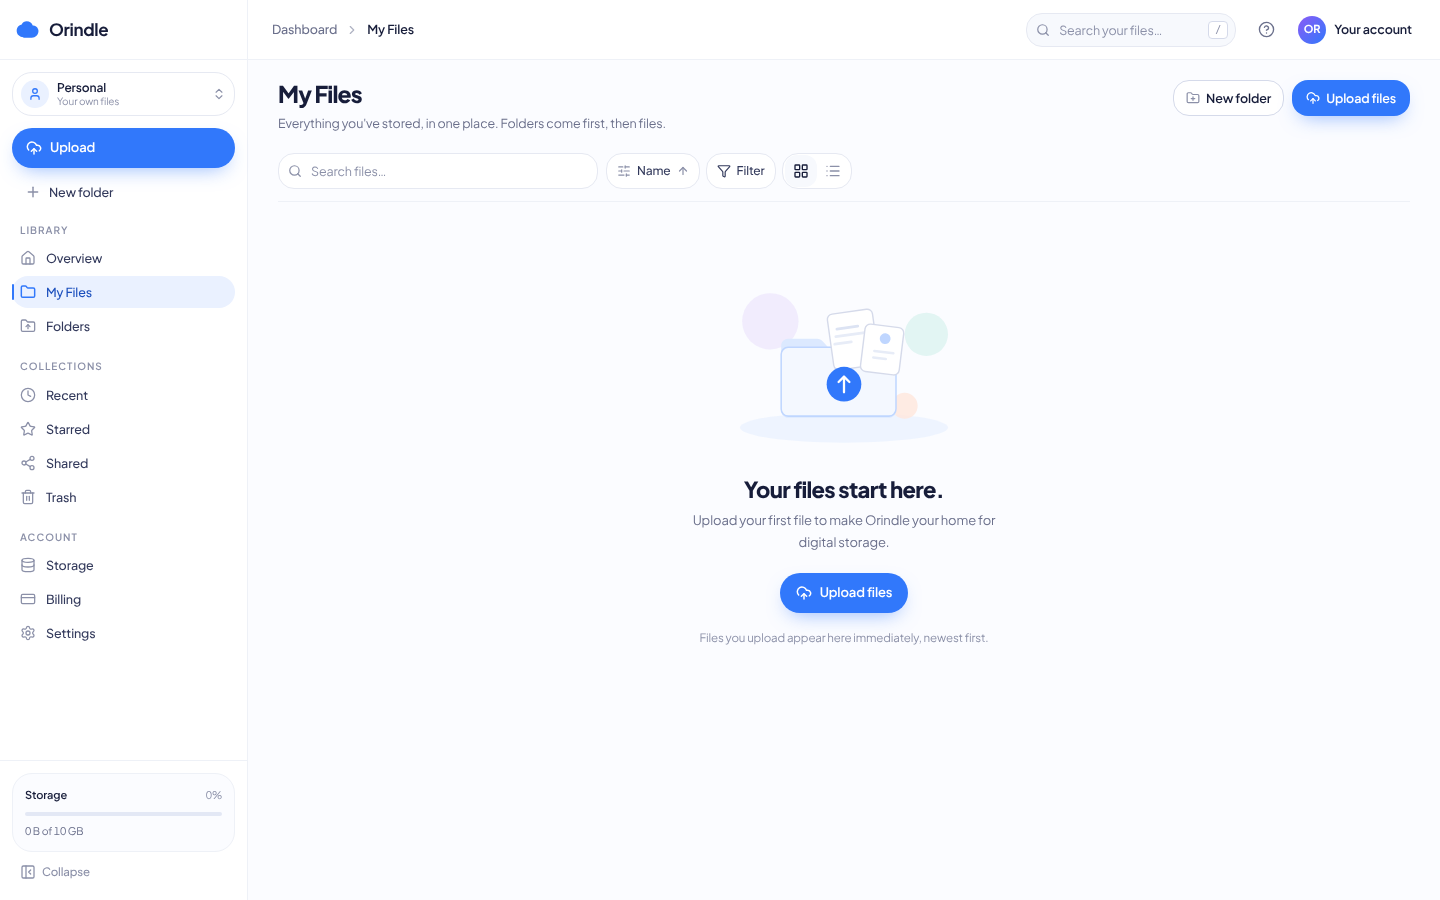 Orindle
Dashboard > My Files
Search your files...
/
OR
Your account
Personal
Your own files
Upload
New folder
LIBRARY
Overview
My Files
Folders
COLLECTIONS
Recent
Starred
Shared
Trash
ACCOUNT
Storage
Billing
Settings
Storage 0%
0 B of 10 GB
Collapse
My Files
Everything you've stored, in one place. Folders come first, then files.
New folder
Upload files
Search files...
Name
Filter
Your files start here.
Upload your first file to make Orindle your home for
digital storage.
Upload files
Files you upload appear here immediately, newest first.